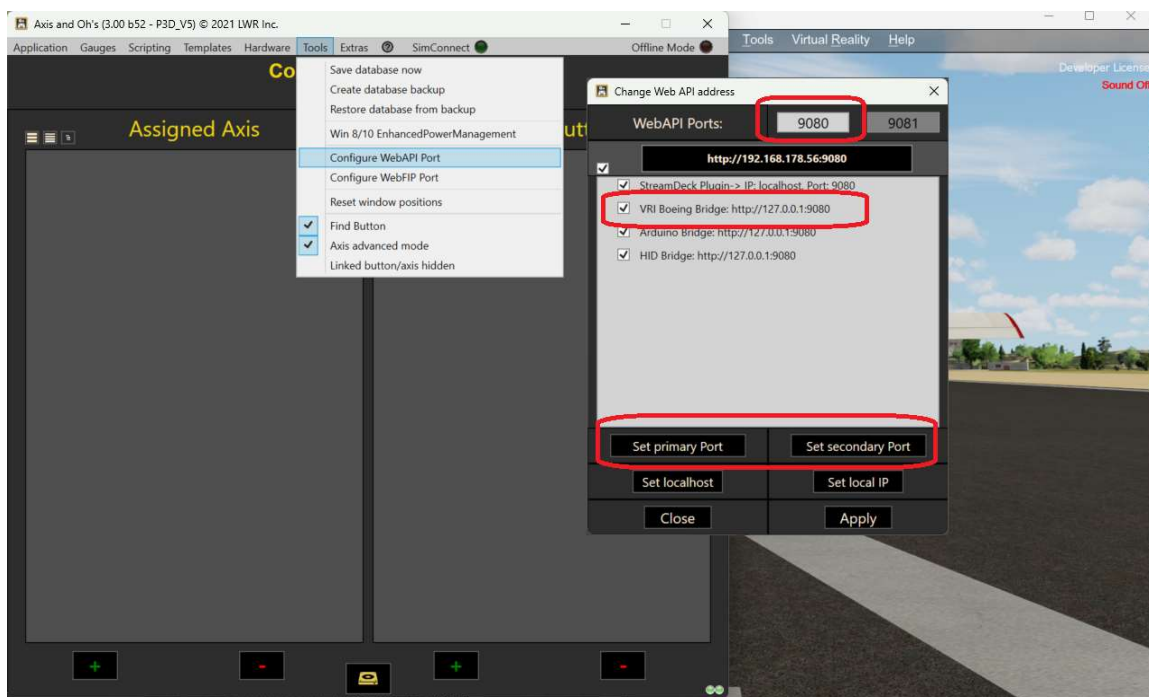 Axis and Oh's (3.00 b52 - P3D_V5) © 2021 LWR Inc.
Application Gauges Scripting Templates Hardware Tools Extras ? SimConnect Offline Mode
Tools Virtual Reality Help
Developer License
Sound Off
Co
Save database now
Create database backup
Restore database from backup
Win 8/10 EnhancedPowerManagement
Configure WebAPI Port
Configure WebFIP Port
Reset window positions
Find Button
Axis advanced mode
Linked button/axis hidden
Assigned Axis
utt
Change Web API address
WebAPI Ports: 9080 9081
http://192.168.178.56:9080
StreamDeck Plugin-> IP: localhost, Port: 9080
VRI Boeing Bridge: http://127.0.0.1:9080
Arduino Bridge: http://127.0.0.1:9080
HID Bridge: http://127.0.0.1:9080
Set primary Port Set secondary Port
Set localhost Set local IP
Close Apply
+ - + -